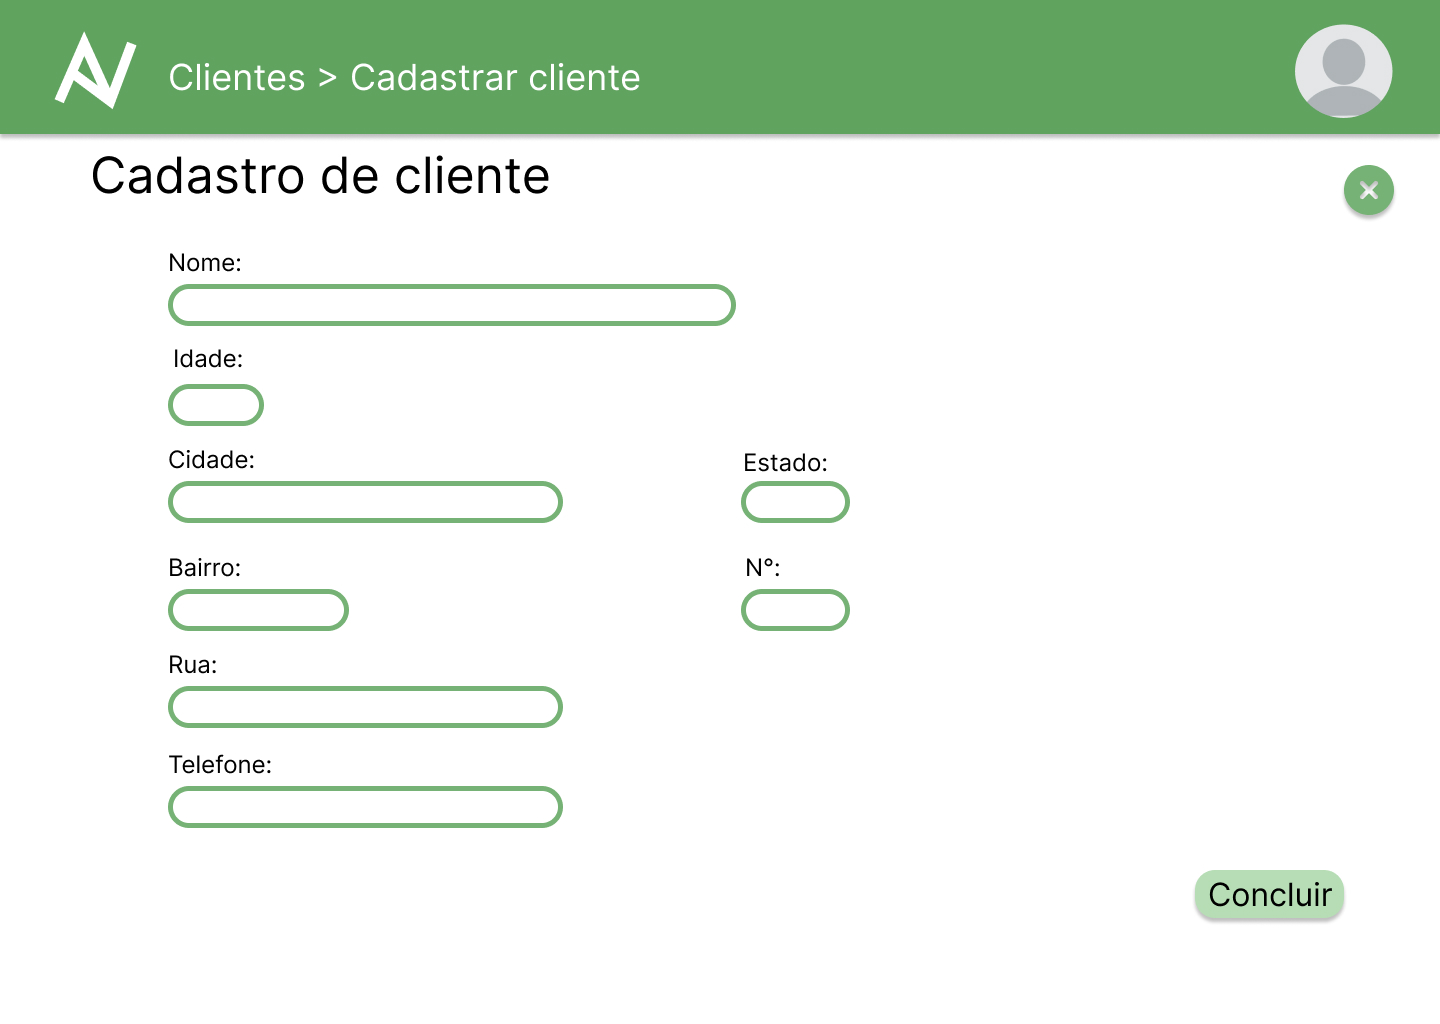 Clientes > Cadastrar cliente
Cadastro de cliente
Nome:
Idade:
Cidade:
Estado:
Bairro:
N°:
Rua:
Telefone:
Concluir